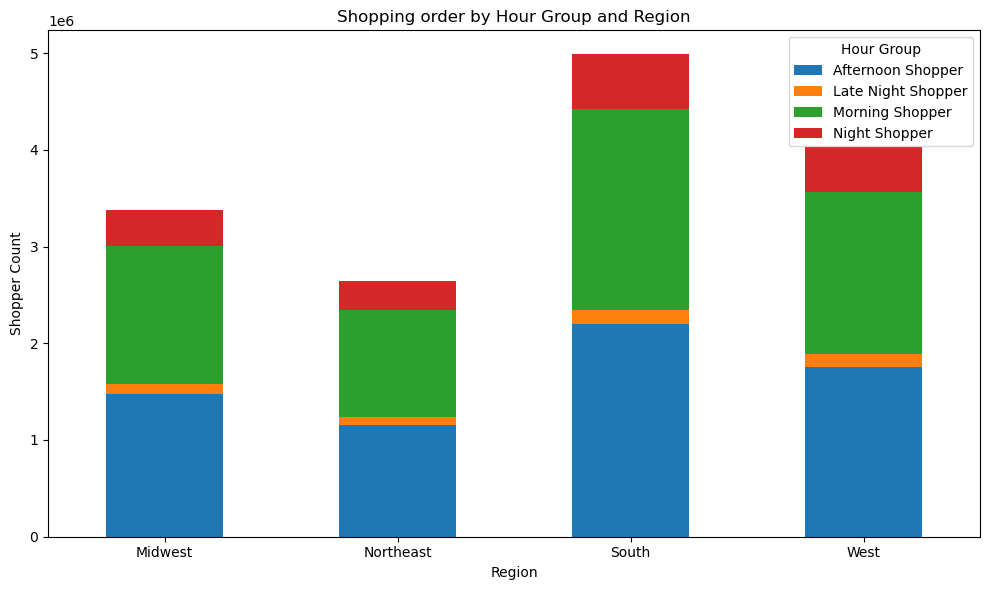 Shopping order by Hour Group and Region
1e6
Hour Group
Afternoon Shopper
Late Night Shopper
Morning Shopper
Night Shopper
Shopper Count
5
4
3
2
1
0
Midwest
Northeast
South
West
Region